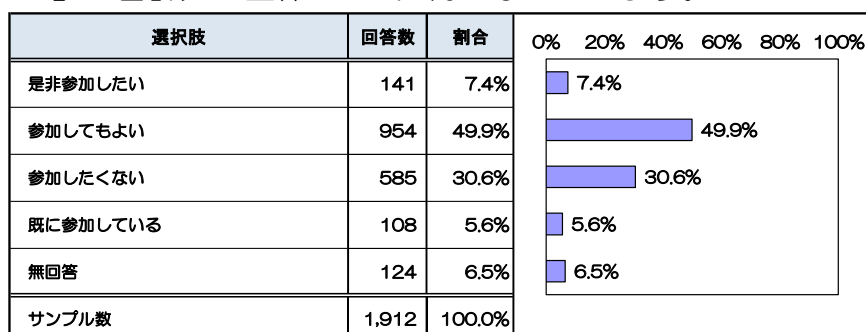 選択肢 回答数 割合 0% 20% 40% 60% 80% 100%
是非参加したい 141 7.4% 7.4%
参加してもよい 954 49.9% 49.9%
参加したくない 585 30.6% 30.6%
既に参加している 108 5.6% 5.6%
無回答 124 6.5% 6.5%
サンプル数 1,912 100.0%